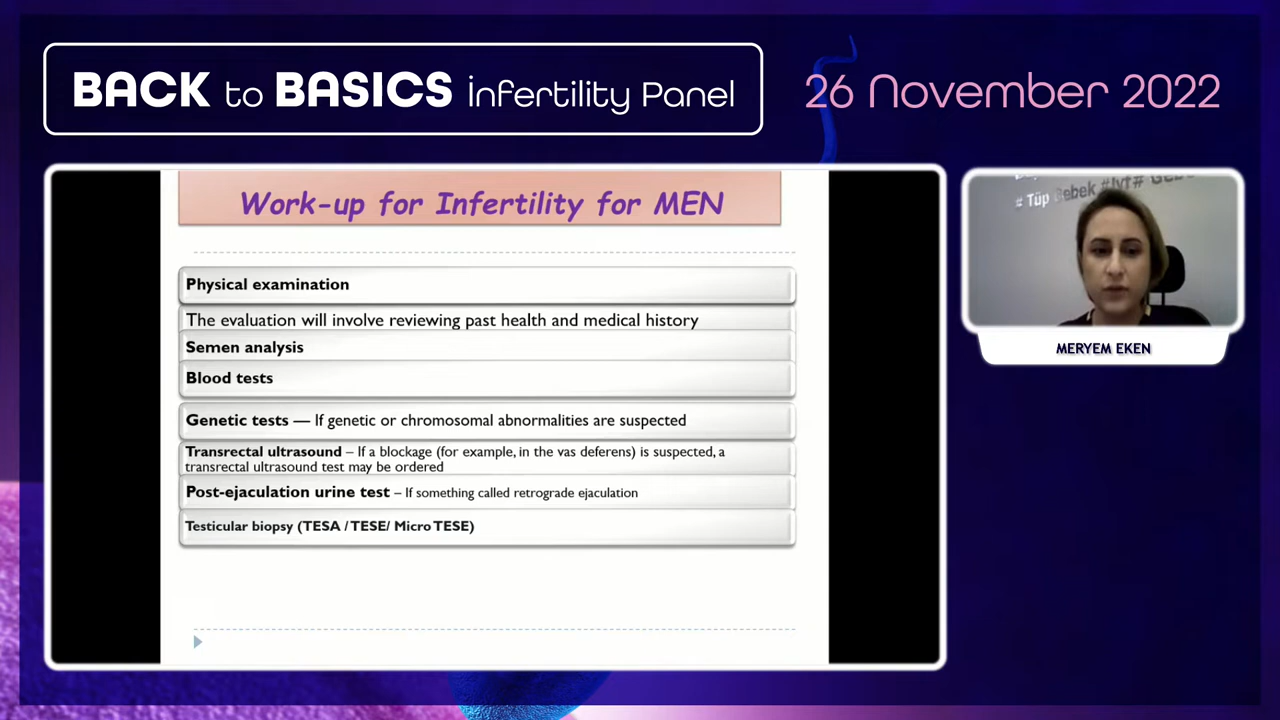 BACK to BASICS infertility Panel
26 November 2022
Work-up for Infertility for MEN
Physical examination
The evaluation will involve reviewing past health and medical history
Semen analysis
Blood tests
Genetic tests — If genetic or chromosomal abnormalities are suspected
Transrectal ultrasound – If a blockage (for example, in the vas deferens) is suspected, a
transrectal ultrasound test may be ordered
Post-ejaculation urine test – If something called retrograde ejaculation
Testicular biopsy (TESA / TESE/ Micro TESE)
# Tüp Bebek #Ivf#
MERYEM EKEN